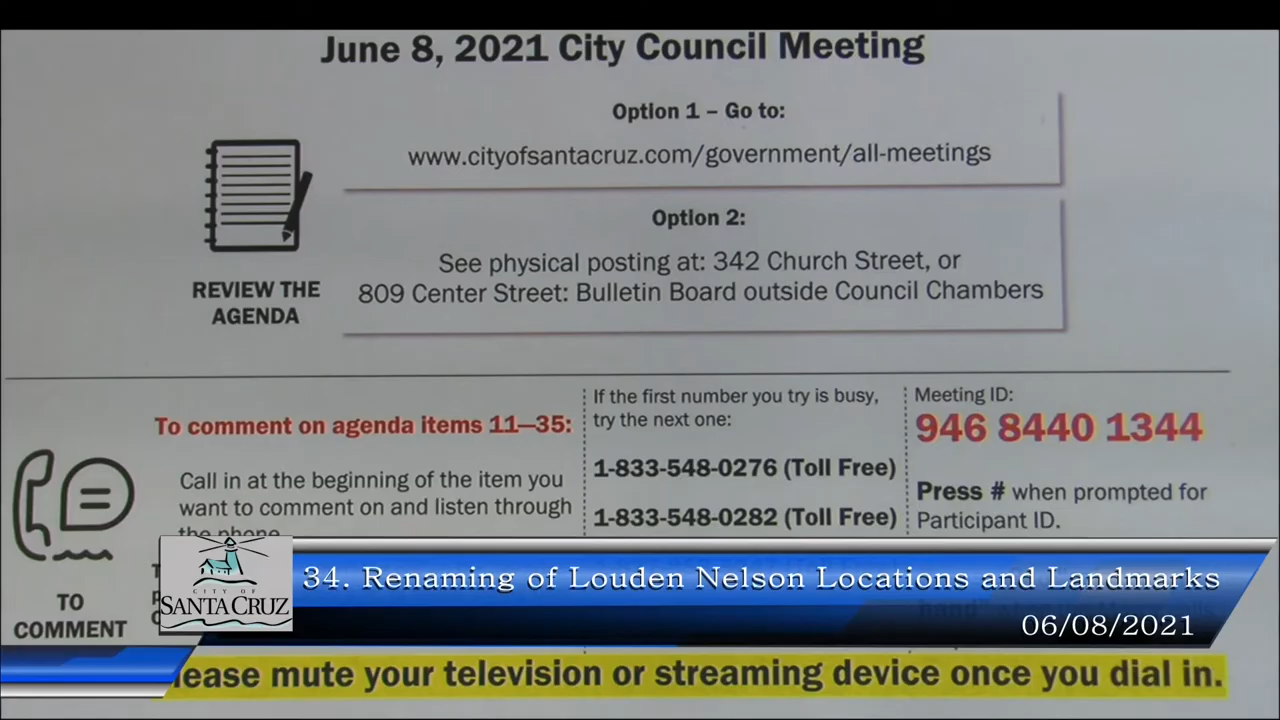 June 8, 2021 City Council Meeting
Option 1 – Go to:
www.cityofsantacruz.com/government/all-meetings
Option 2:
See physical posting at: 342 Church Street, or
809 Center Street: Bulletin Board outside Council Chambers
REVIEW THE
AGENDA
To comment on agenda items 11—35:
Call in at the beginning of the item you
want to comment on and listen through
the phone
If the first number you try is busy,
try the next one:
1-833-548-0276 (Toll Free)
1-833-548-0282 (Toll Free)
Meeting ID:
946 8440 1344
Press # when prompted for
Participant ID.
TO
COMMENT
CITY OF
SANTA CRUZ
34. Renaming of Louden Nelson Locations and Landmarks
06/08/2021
lease mute your television or streaming device once you dial in.